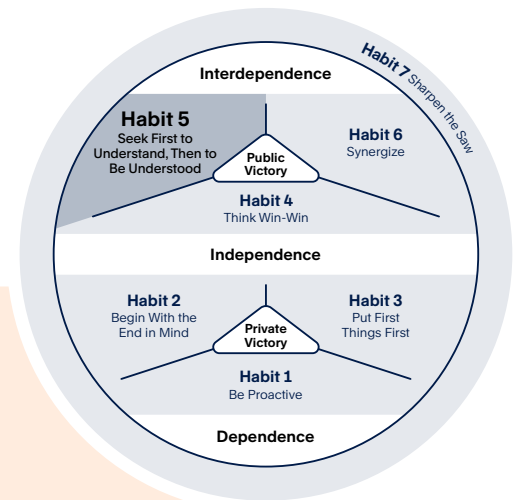 Habit 7 Sharpen the Saw
Interdependence
Habit 5
Seek First to
Understand, Then to
Be Understood
Habit 6
Synergize
Public
Victory
Habit 4
Think Win-Win
Independence
Habit 2
Begin With the
End in Mind
Habit 3
Put First
Things First
Private
Victory
Habit 1
Be Proactive
Dependence